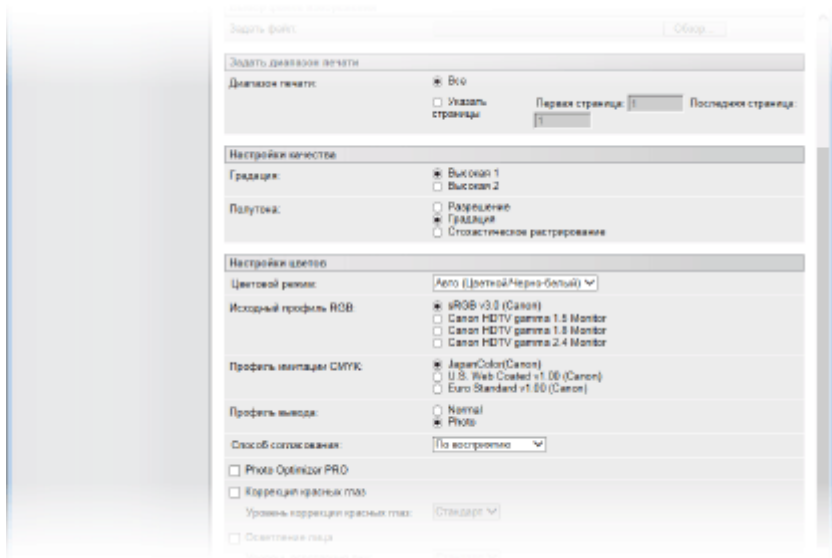 Задать файл: Обзор...
Задать диапазон печати
Диапазон печати: Все
Указать страницы Первая страница: 1 Последняя страница: 1
Настройки качества
Градация: Высокая 1
Высокая 2
Полутона: Разрешение
Градация
Стохастическое растрирование
Настройки цветов
Цветовой режим: Авто (Цветной/Черно-белый)
Исходный профиль RGB: sRGB v3.0 (Canon)
Canon HDTV gamma 1.5 Monitor
Canon HDTV gamma 1.8 Monitor
Canon HDTV gamma 2.4 Monitor
Профиль имитации CMYK: JapanColor(Canon)
U.S. Web Coated v1.00 (Canon)
Euro Standard v1.00 (Canon)
Профиль вывода: Normal
Photo
Способ согласования: По восприятию
Photo Optimizer PRO
Коррекция красных глаз
Уровень коррекции красных глаз: Стандарт
Осветление лица